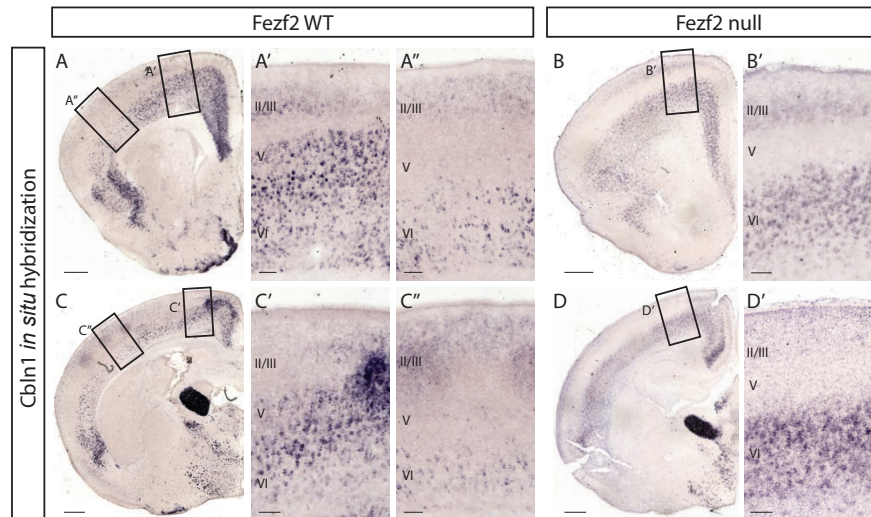 Fezf2 WT
Fezf2 null
Cbln1 in situ hybridization
A
A'
A''
A'
II/III
V
VI
A''
II/III
V
VI
B
B'
B'
II/III
V
VI
C
C'
C''
C'
II/III
V
VI
C''
II/III
V
VI
D
D'
D'
II/III
V
VI